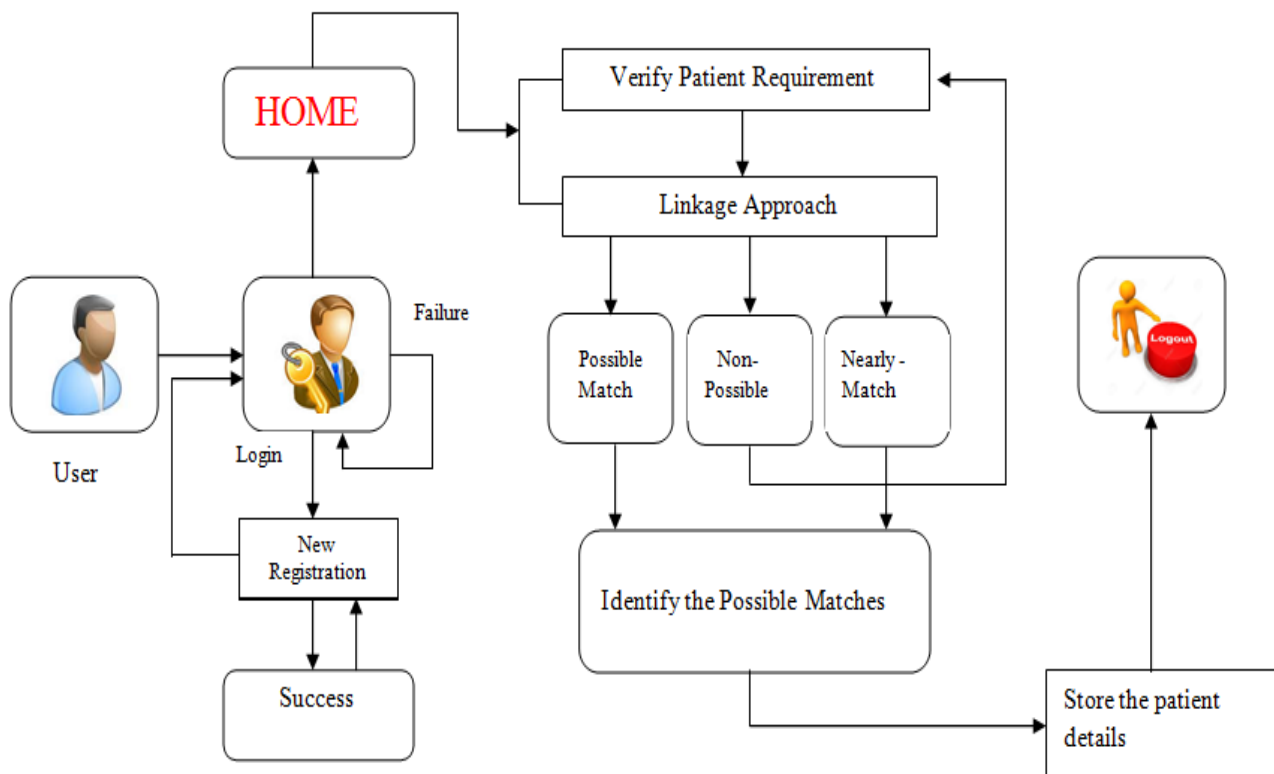 HOME
Verify Patient Requirement
Linkage Approach
Failure
Possible
Match
Non-
Possible
Nearly -
Match
Logout
Login
User
New
Registration
Identify the Possible Matches
Success
Store the patient
details